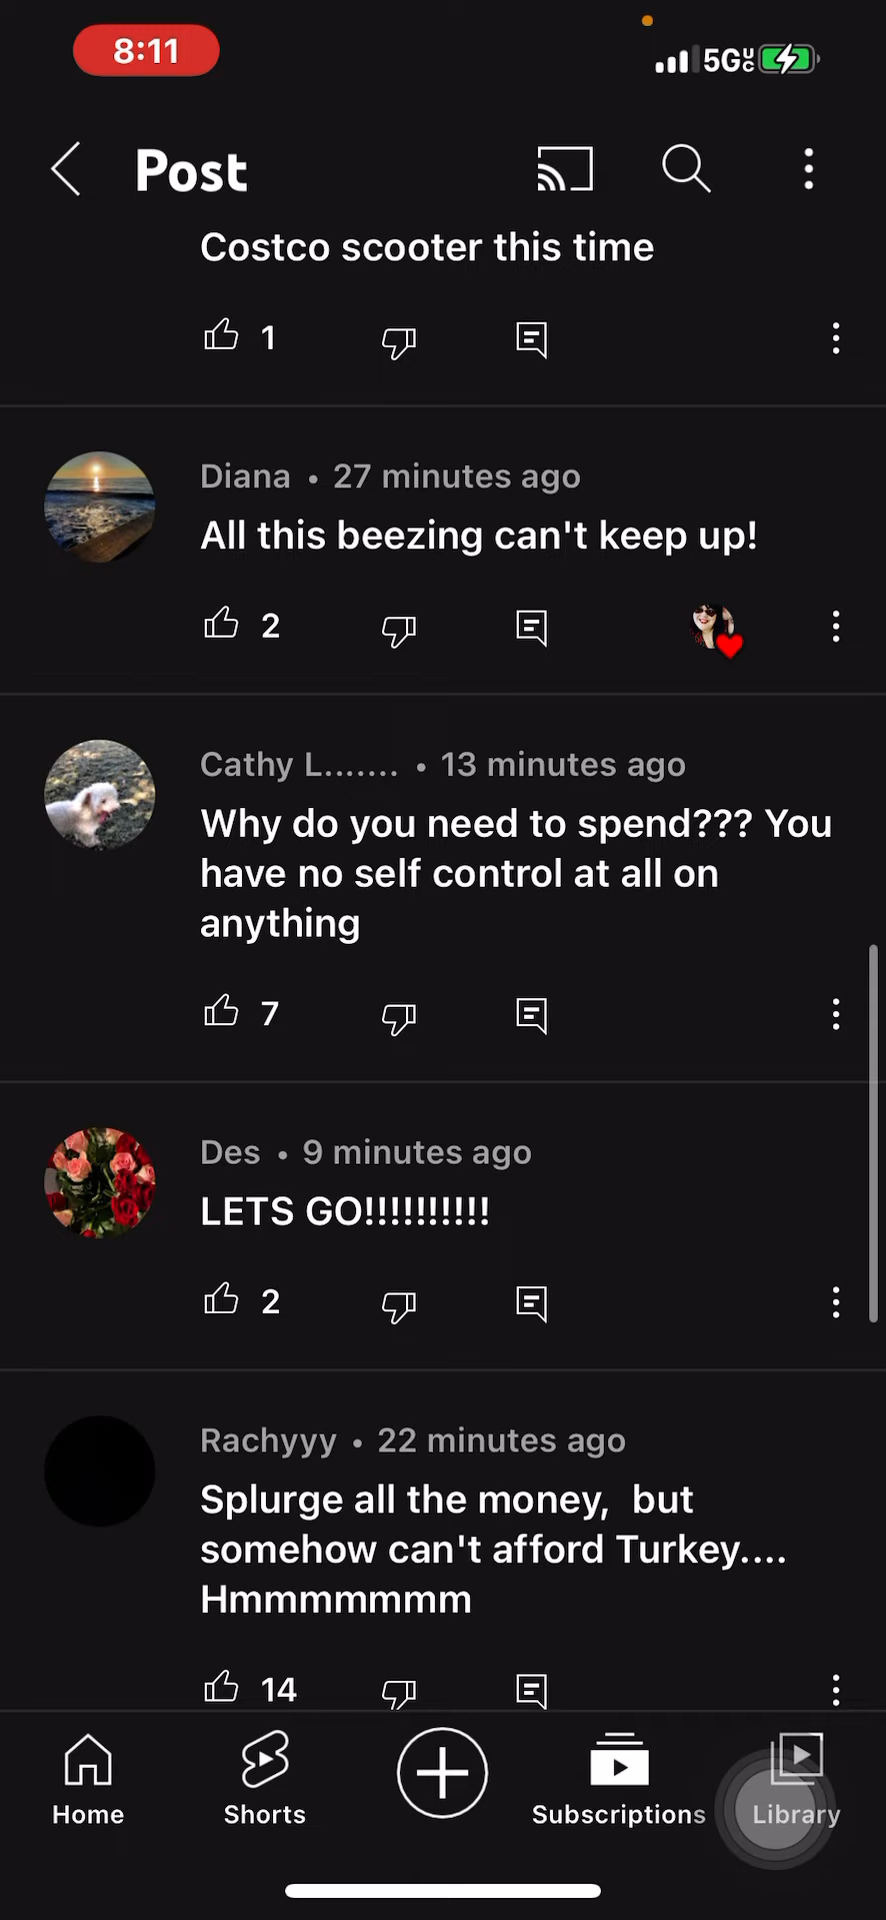 8:11
5GUC
Post
Costco scooter this time
1
Diana • 27 minutes ago
All this beezing can't keep up!
2
Cathy L....... • 13 minutes ago
Why do you need to spend??? You
have no self control at all on
anything
7
Des • 9 minutes ago
LETS GO!!!!!!!!!!
2
Rachyyy • 22 minutes ago
Splurge all the money,  but
somehow can't afford Turkey....
Hmmmmmmm
14
Home
Shorts
Subscriptions
Library